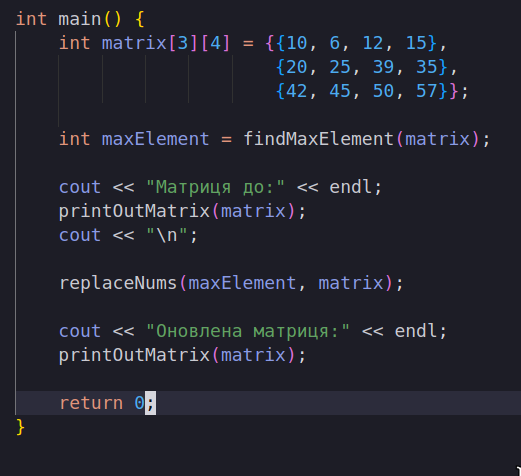 int main() {
    int matrix[3][4] = {{10, 6, 12, 15},
                        {20, 25, 39, 35},
                        {42, 45, 50, 57}};

    int maxElement = findMaxElement(matrix);

    cout << "Матриця до:" << endl;
    printOutMatrix(matrix);
    cout << "\n";

    replaceNums(maxElement, matrix);

    cout << "Оновлена матриця:" << endl;
    printOutMatrix(matrix);

    return 0;
}